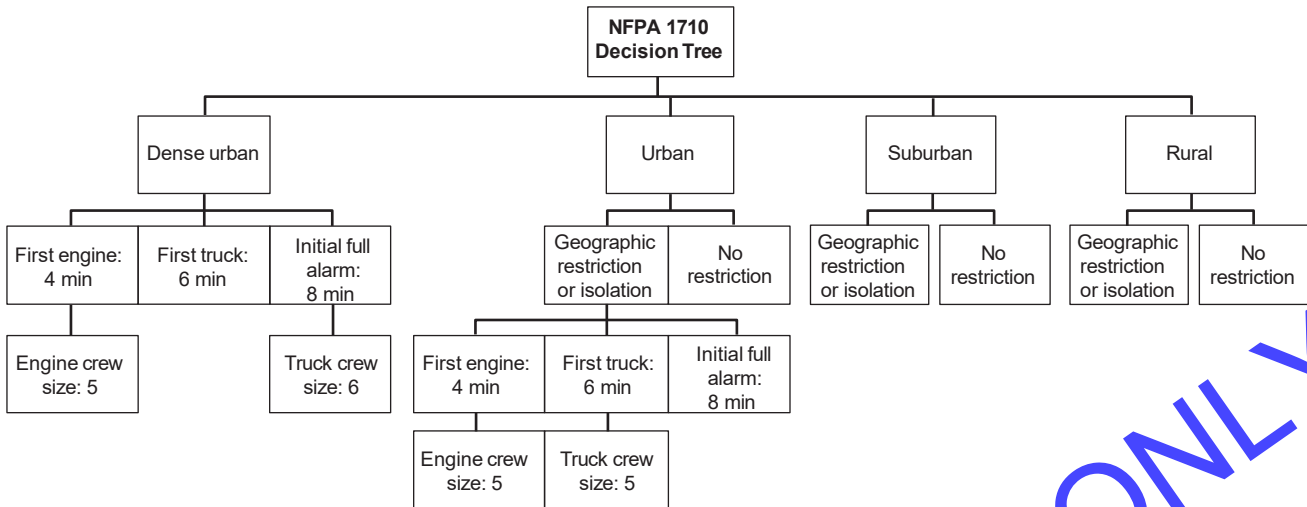 NFPA 1710
Decision Tree
Dense urban
Urban
Suburban
Rural
First engine:
4 min
First truck:
6 min
Initial full
alarm:
8 min
Geographic
restriction
or isolation
No
restriction
Geographic
restriction
or isolation
No
restriction
Geographic
restriction
or isolation
No
restriction
Engine crew
size: 5
Truck crew
size: 6
First engine:
4 min
First truck:
6 min
Initial full
alarm:
8 min
Engine crew
size: 5
Truck crew
size: 5
ONLY